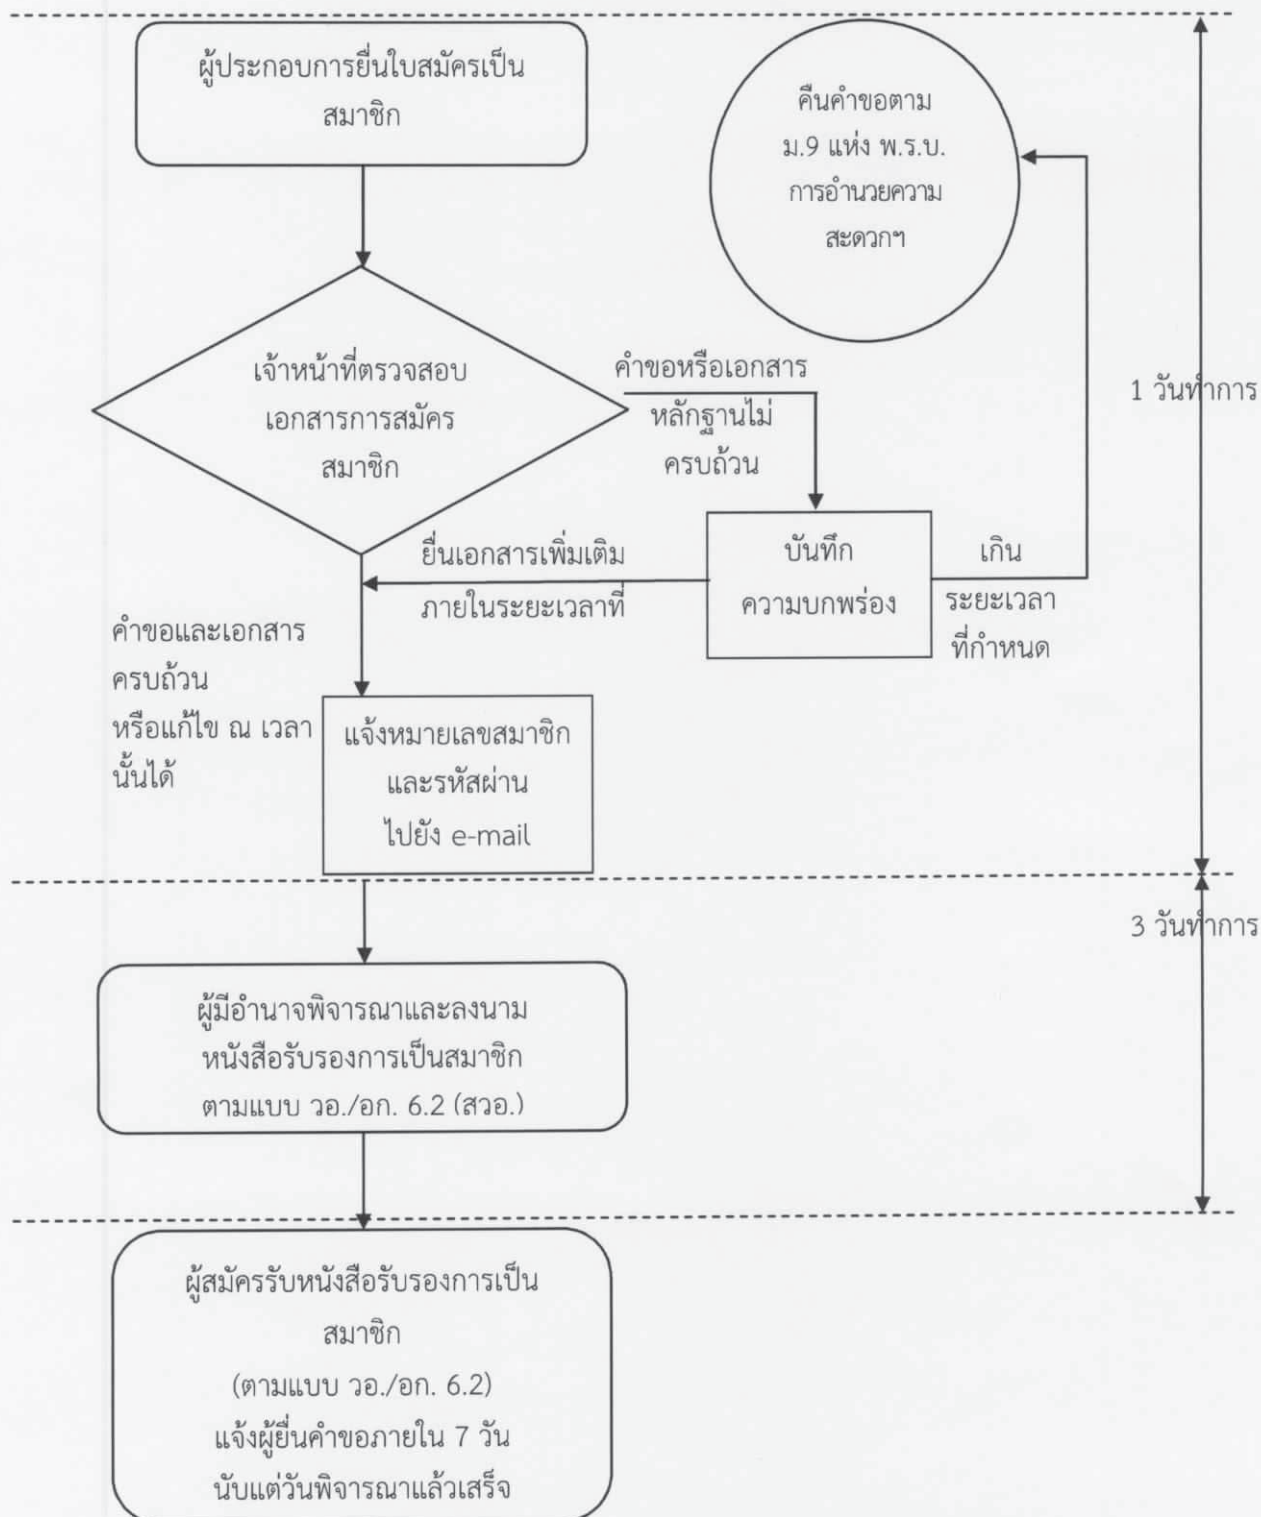 ผู้ประกอบการยื่นใบสมัครเป็น
สมาชิก
คืนคำขอตาม
ม.9 แห่ง พ.ร.บ.
การอำนวยความ
สะดวกฯ
เจ้าหน้าที่ตรวจสอบ
เอกสารการสมัคร
สมาชิก
คำขอหรือเอกสาร
หลักฐานไม่
ครบถ้วน
1 วันทำการ
บันทึก
ความบกพร่อง
เกิน
ระยะเวลา
ที่กำหนด
ยื่นเอกสารเพิ่มเติม
ภายในระยะเวลาที่
คำขอและเอกสาร
ครบถ้วน
หรือแก้ไข ณ เวลา
นั้นได้
แจ้งหมายเลขสมาชิก
และรหัสผ่าน
ไปยัง e-mail
3 วันทำการ
ผู้มีอำนาจพิจารณาและลงนาม
หนังสือรับรองการเป็นสมาชิก
ตามแบบ วอ./อก. 6.2 (สวอ.)
ผู้สมัครรับหนังสือรับรองการเป็น
สมาชิก
(ตามแบบ วอ./อก. 6.2)
แจ้งผู้ยื่นคำขอภายใน 7 วัน
นับแต่วันพิจารณาแล้วเสร็จ